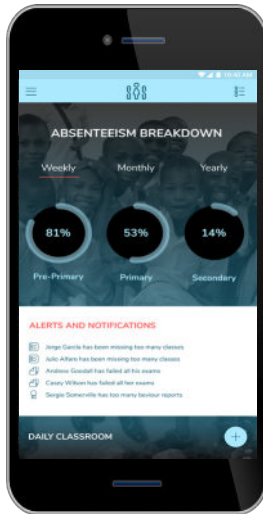 10:40 AM
ABSENTEEISM BREAKDOWN
Weekly Monthly Yearly
81% 53% 14%
Pre-Primary Primary Secondary
ALERTS AND NOTIFICATIONS
Jorge García has been missing too many classes
Julio Alfaro has been missing too many classes
Andrew Goodall has failed all his exams
Casey Wilson has failed all her exams
Sergio Somerville has too many beviour reports
DAILY CLASSROOM